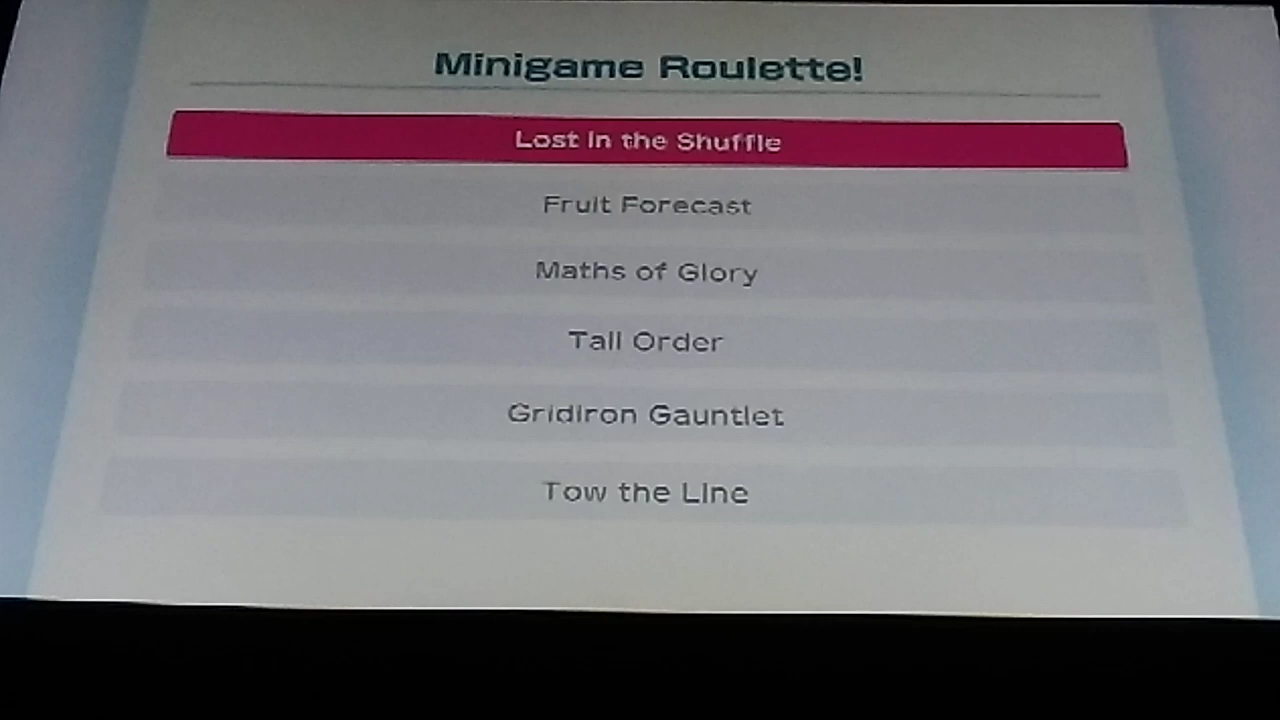 Minigame Roulette!
Lost in the Shuffle
Fruit Forecast
Maths of Glory
Tall Order
Gridiron Gauntlet
Tow the Line